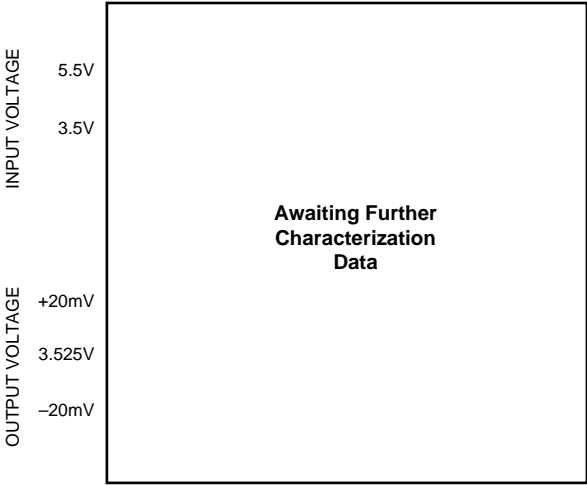 INPUT VOLTAGE
5.5V
3.5V
Awaiting Further
Characterization
Data
OUTPUT VOLTAGE
+20mV
3.525V
–20mV